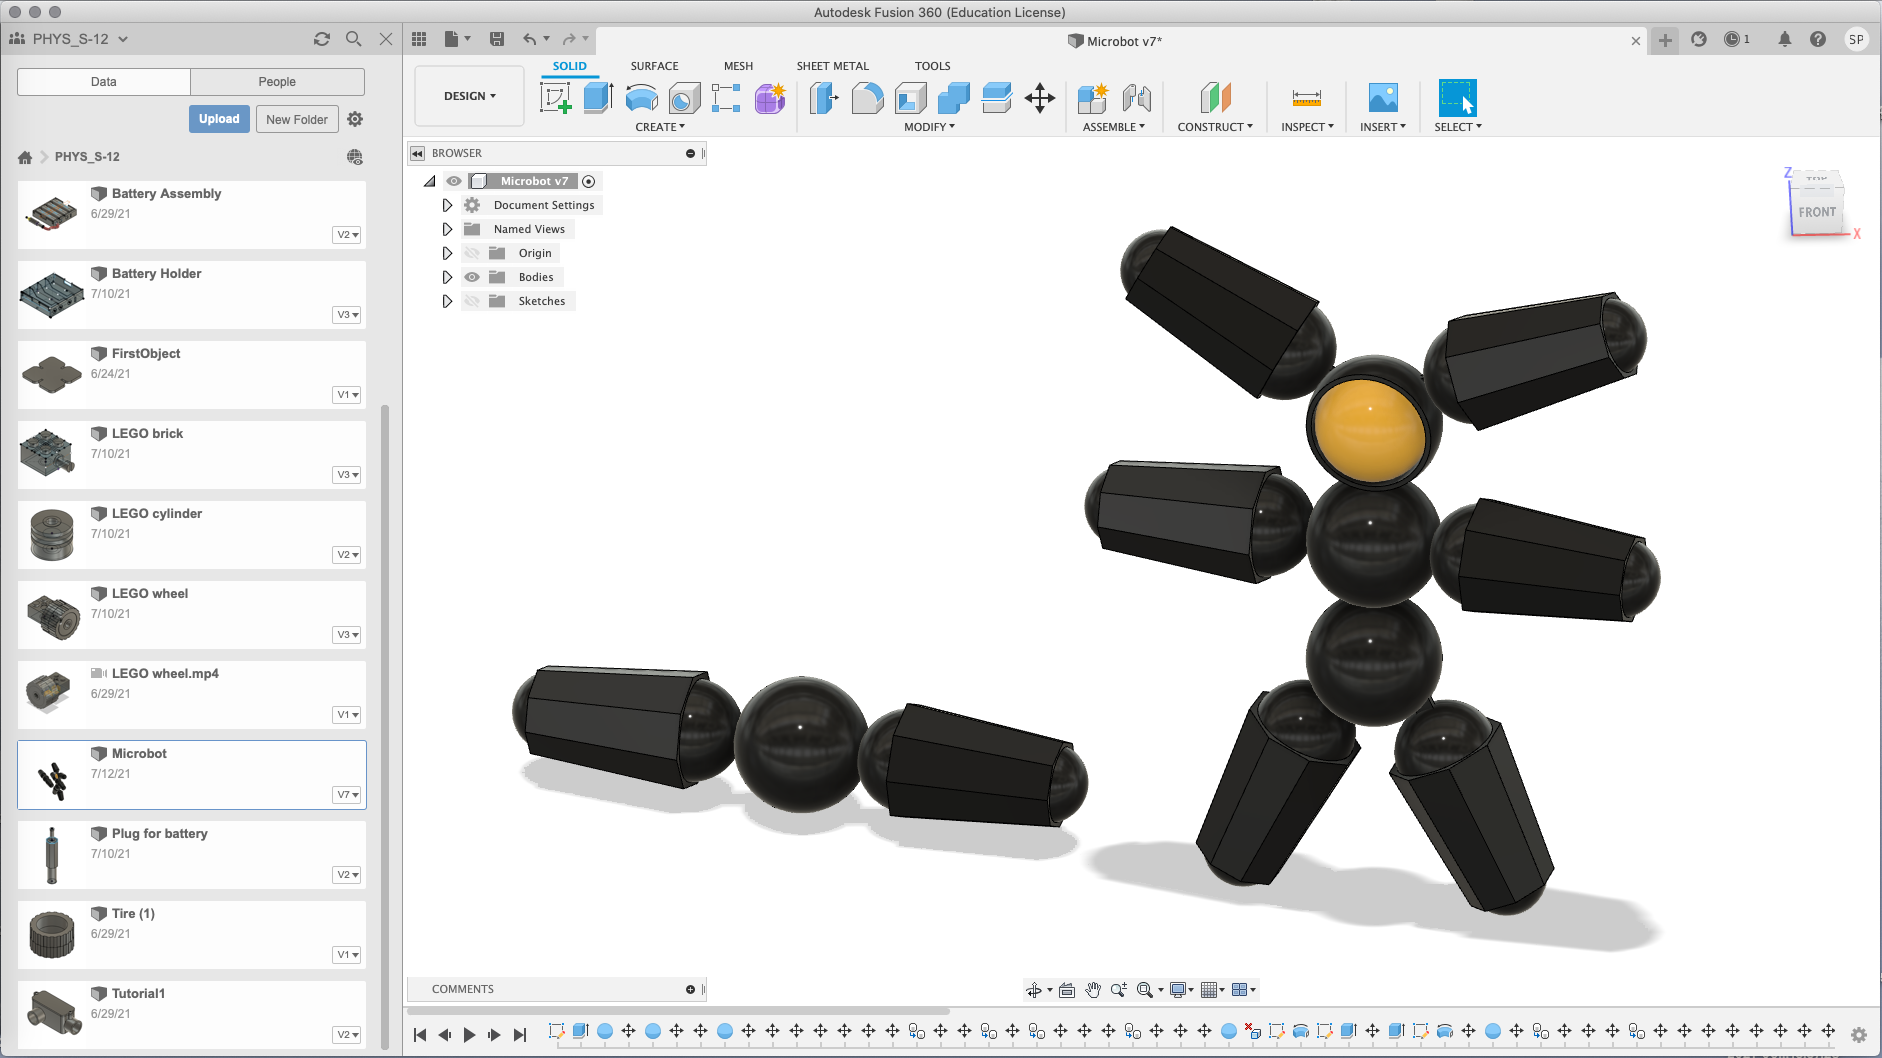 Autodesk Fusion 360 (Education License)
PHYS_S-12
Microbot v7*
1
SP
Data
People
Upload
New Folder
PHYS_S-12
Battery Assembly
6/29/21
V2
Battery Holder
7/10/21
V3
FirstObject
6/24/21
V1
LEGO brick
7/10/21
V3
LEGO cylinder
7/10/21
V2
LEGO wheel
7/10/21
V3
LEGO wheel.mp4
6/29/21
V1
Microbot
7/12/21
V7
Plug for battery
7/10/21
V2
Tire (1)
6/29/21
V1
Tutorial1
6/29/21
V2
SOLID
SURFACE
MESH
SHEET METAL
TOOLS
DESIGN
CREATE
MODIFY
ASSEMBLE
CONSTRUCT
INSPECT
INSERT
SELECT
BROWSER
Microbot v7
Document Settings
Named Views
Origin
Bodies
Sketches
Z
TOP
FRONT
X
COMMENTS